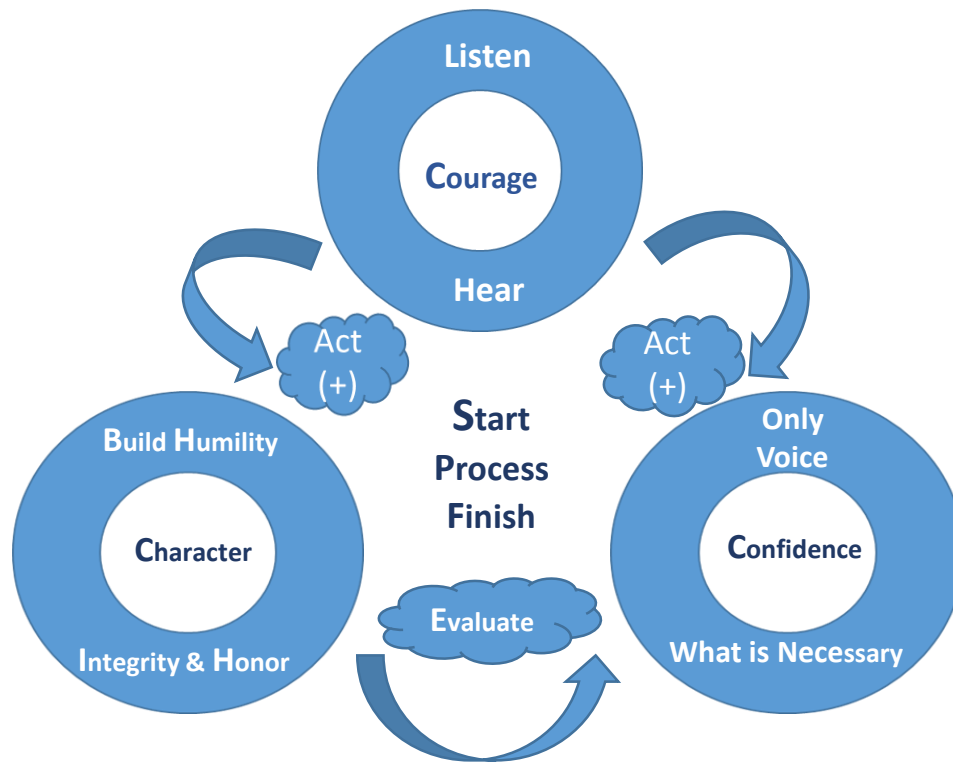 Listen
Courage
Hear
Act
(+)
Act
(+)
Start
Process
Finish
Build Humility
Character
Integrity & Honor
Only
Voice
Confidence
What is Necessary
Evaluate